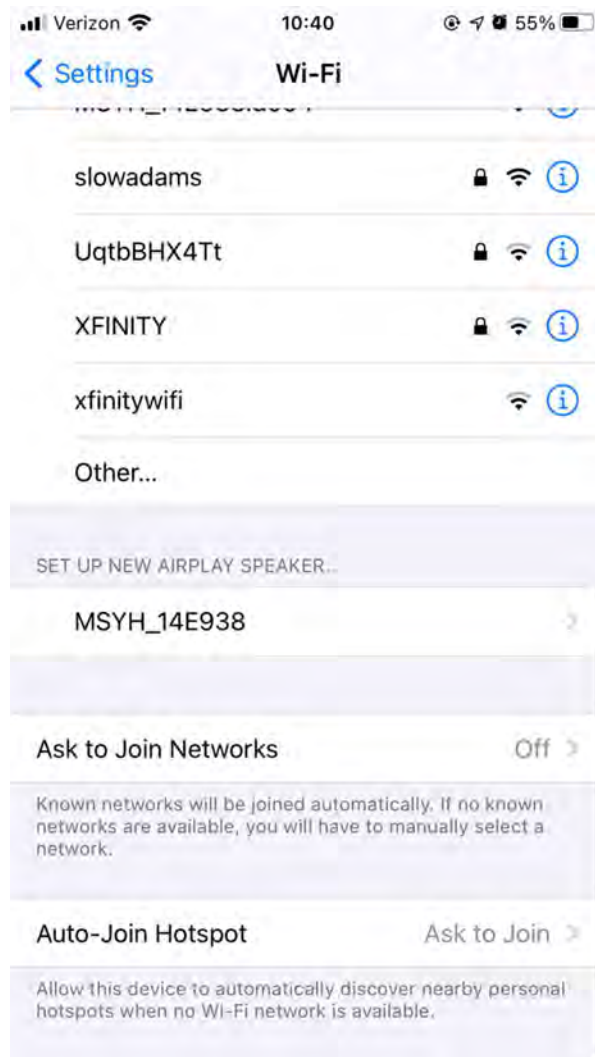 Verizon 10:40 55%
Settings Wi-Fi
slowadams
UqtbBHX4Tt
XFINITY
xfinitywifi
Other...
SET UP NEW AIRPLAY SPEAKER...
MSYH_14E938
Ask to Join Networks Off
Known networks will be joined automatically. If no known
networks are available, you will have to manually select a
network.
Auto-Join Hotspot Ask to Join
Allow this device to automatically discover nearby personal
hotspots when no Wi-Fi network is available.